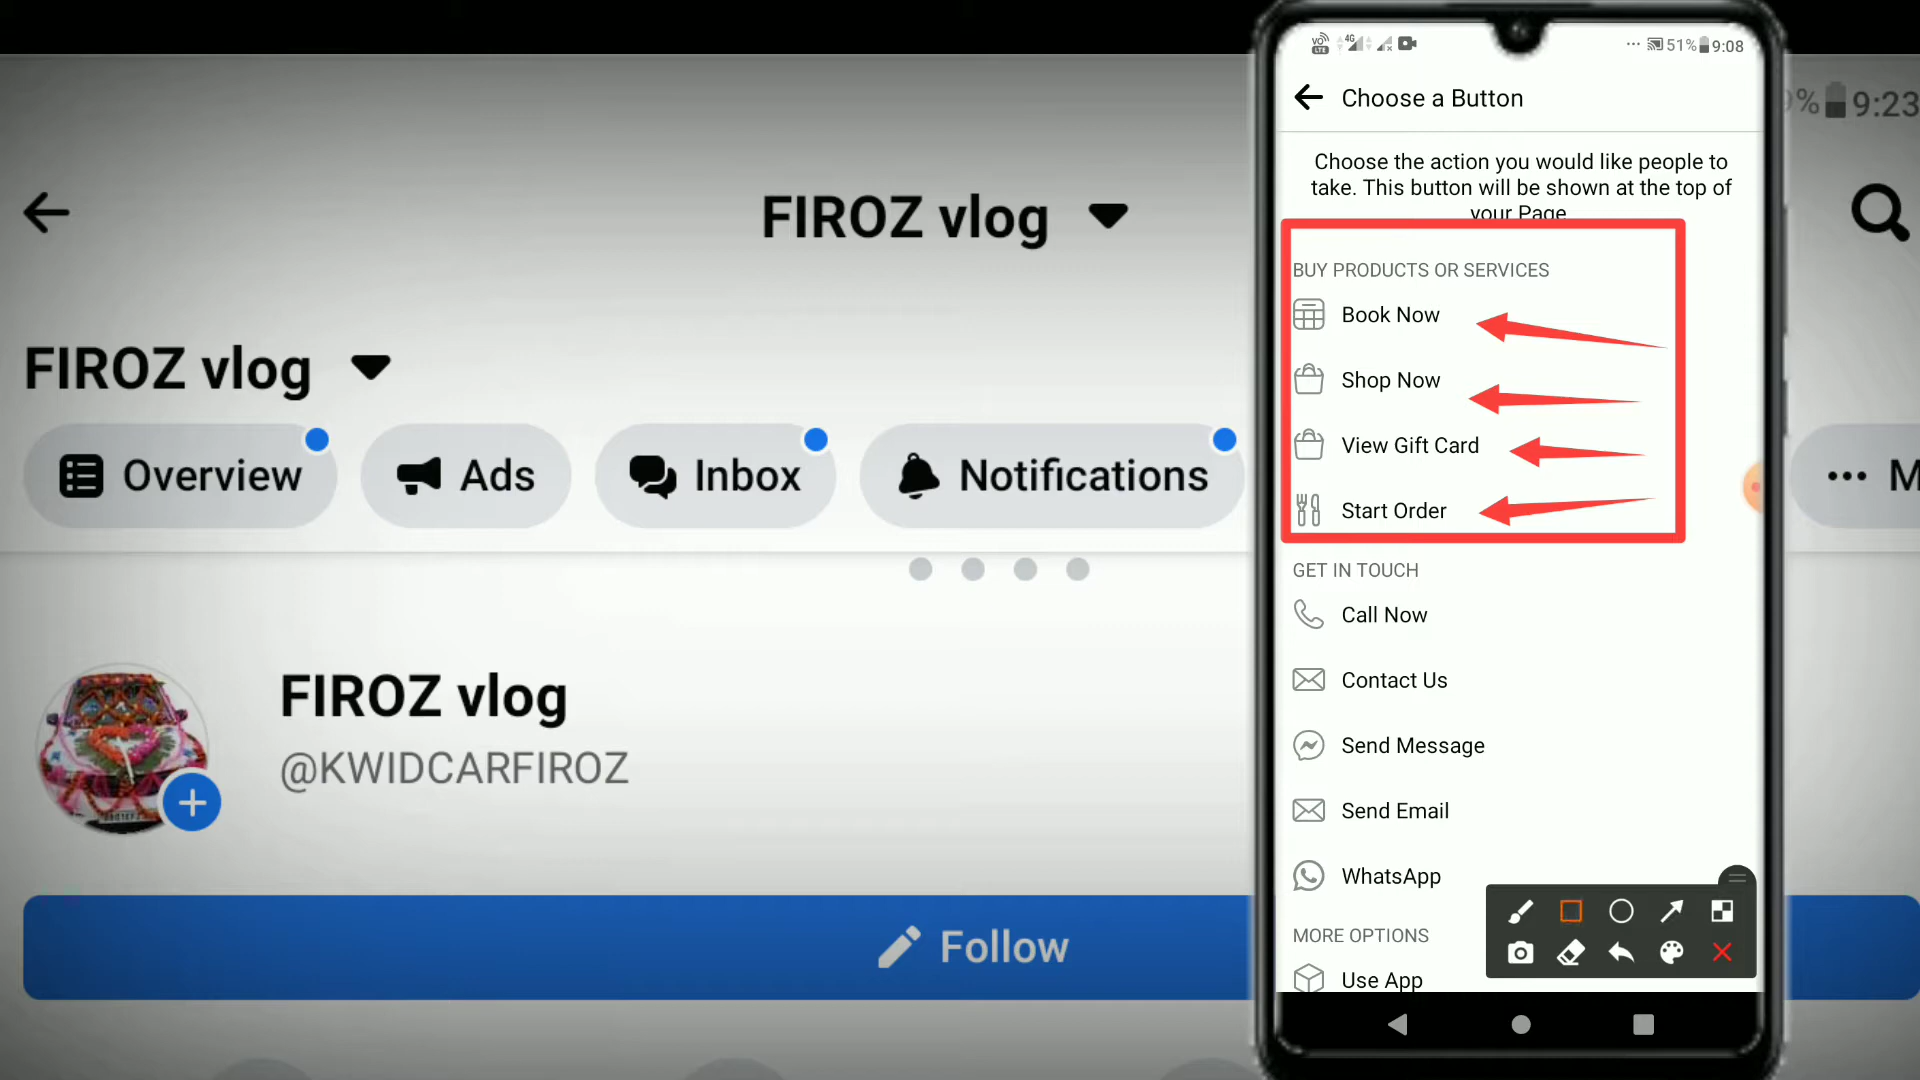 9:23
FIROZ vlog
FIROZ vlog
Overview
Ads
Inbox
Notifications
FIROZ vlog
@KWIDCARFIROZ
Follow
4G
51%
9:08
Choose a Button
Choose the action you would like people to
take. This button will be shown at the top of
your Page
BUY PRODUCTS OR SERVICES
Book Now
Shop Now
View Gift Card
Start Order
GET IN TOUCH
Call Now
Contact Us
Send Message
Send Email
WhatsApp
MORE OPTIONS
Use App